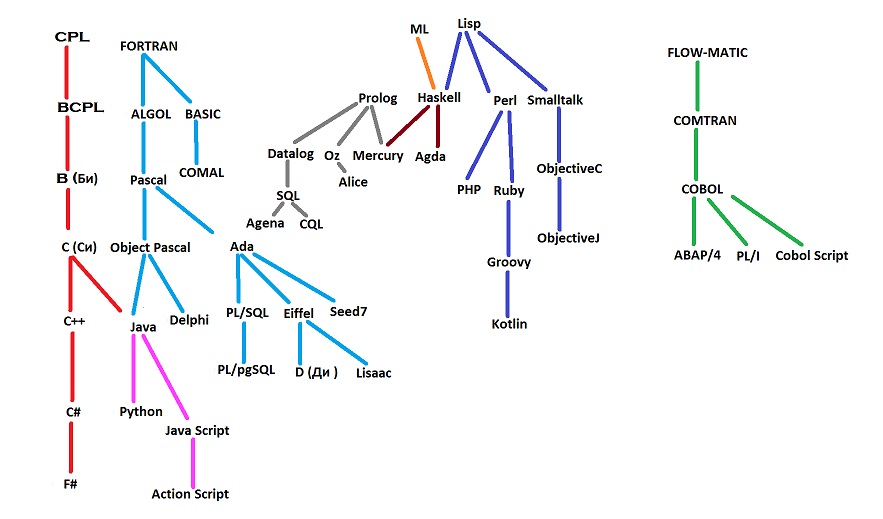 CPL
BCPL
B (Би)
C (Си)
C++
C#
F#
FORTRAN
ALGOL
BASIC
Pascal
COMAL
Object Pascal
Ada
Java
Delphi
Python
Java Script
Action Script
PL/SQL
Eiffel
Seed7
PL/pgSQL
D (Ди )
Lisaac
ML
Lisp
Prolog
Haskell
Perl
Smalltalk
Datalog
Oz
Mercury
Agda
Alice
SQL
Agena
CQL
PHP
Ruby
ObjectiveC
ObjectiveJ
Groovy
Kotlin
FLOW-MATIC
COMTRAN
COBOL
ABAP/4
PL/I
Cobol Script